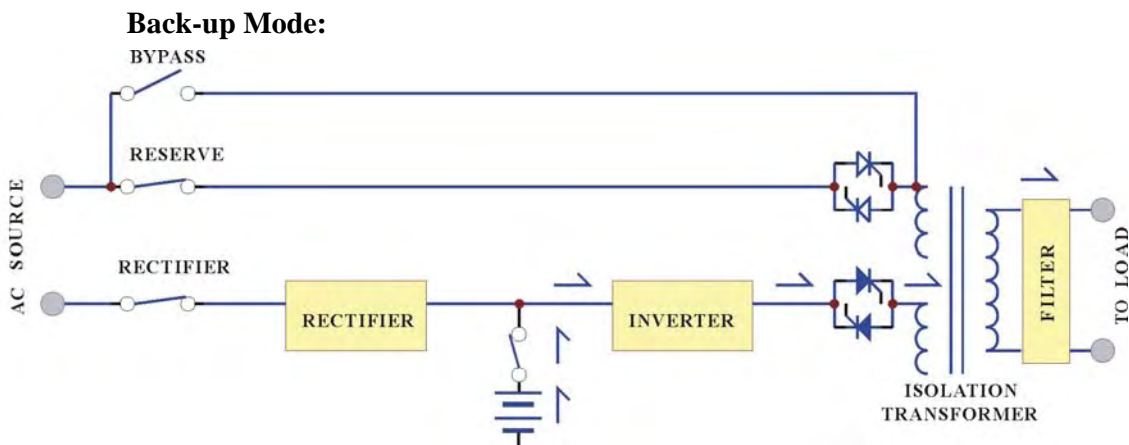 Back-up Mode:
BYPASS
RESERVE
AC SOURCE
RECTIFIER
RECTIFIER
INVERTER
FILTER
TO LOAD
ISOLATION
TRANSFORMER